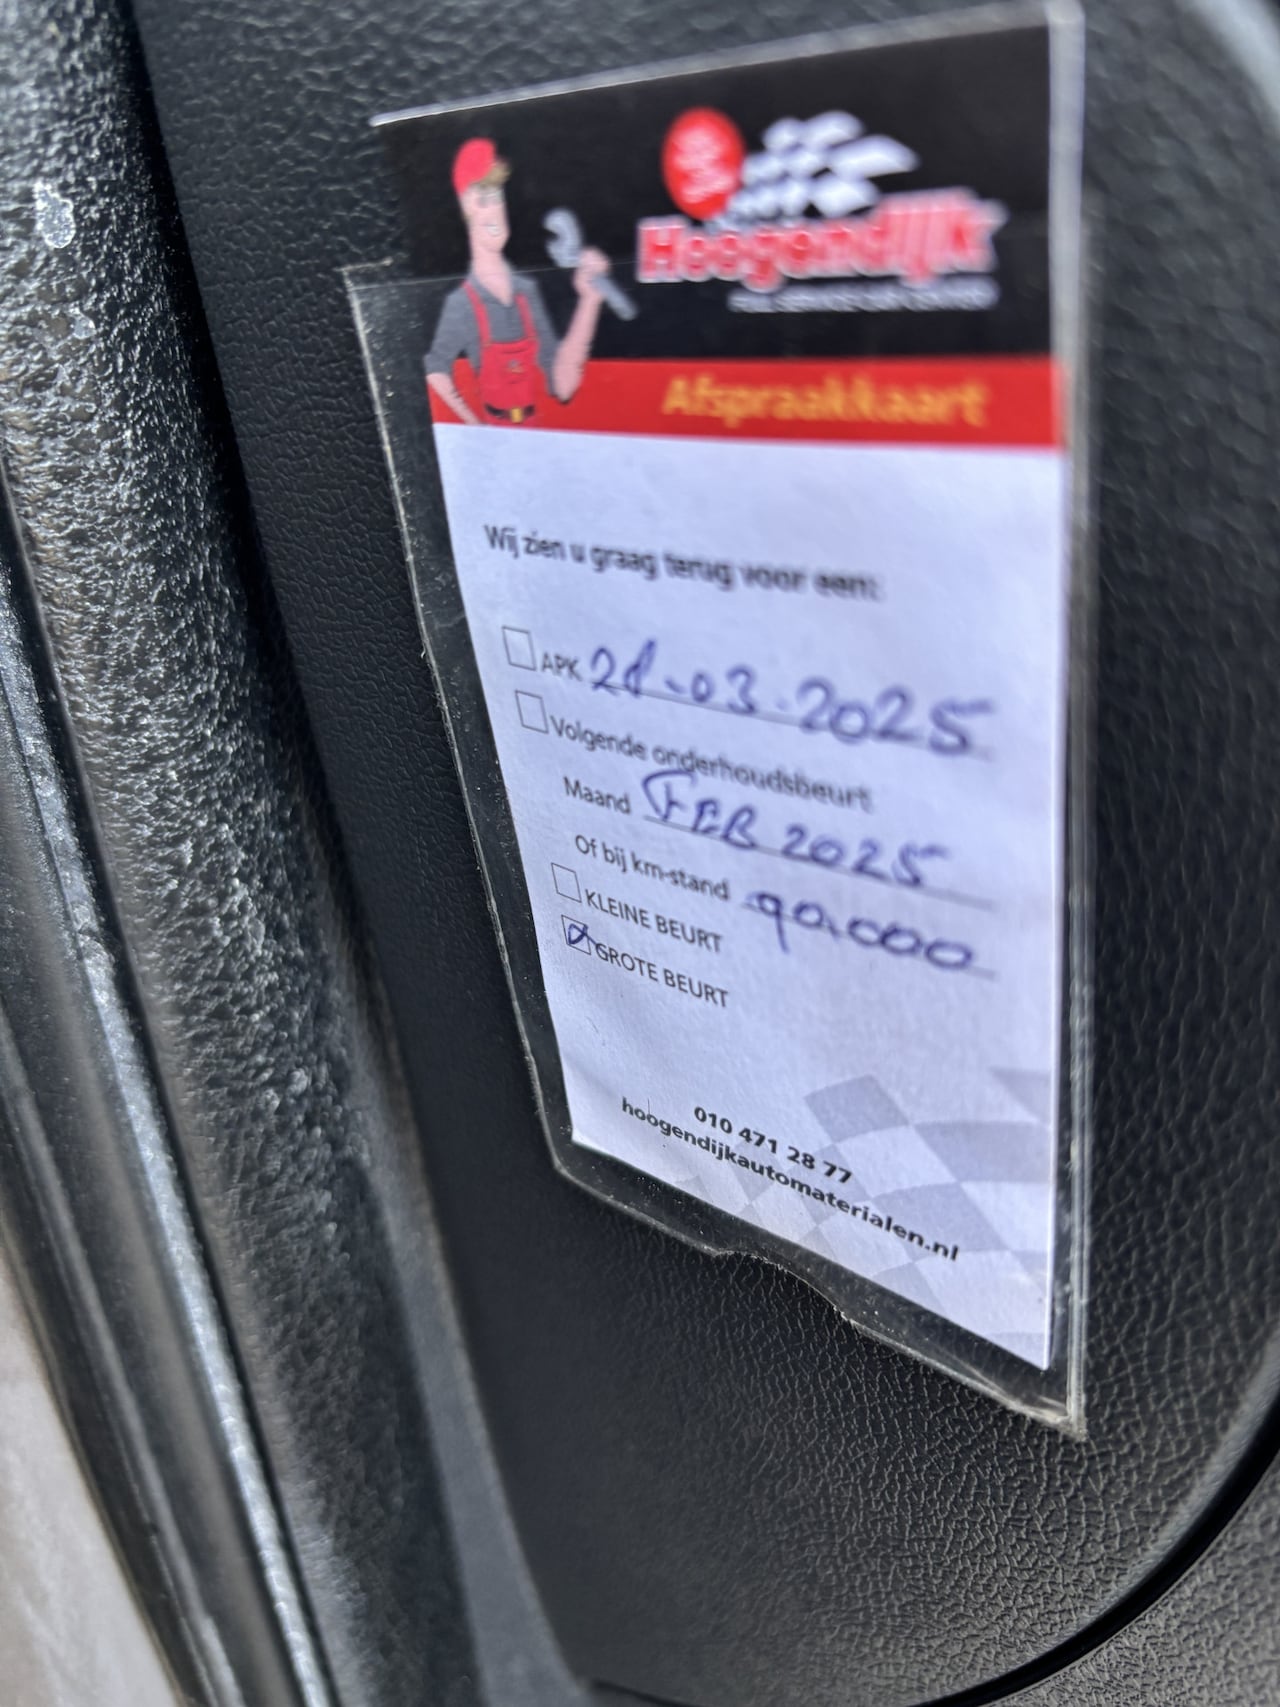 Hoogendijk
Afspraakkaart
Wij zien u graag terug voor een:
APK 28-03-2025
Volgende onderhoudsbeurt
Maand FEB 2025
Of bij km-stand 90.000
KLEINE BEURT
GROTE BEURT
010 471 28 77
hoogendijkautomaterialen.nl